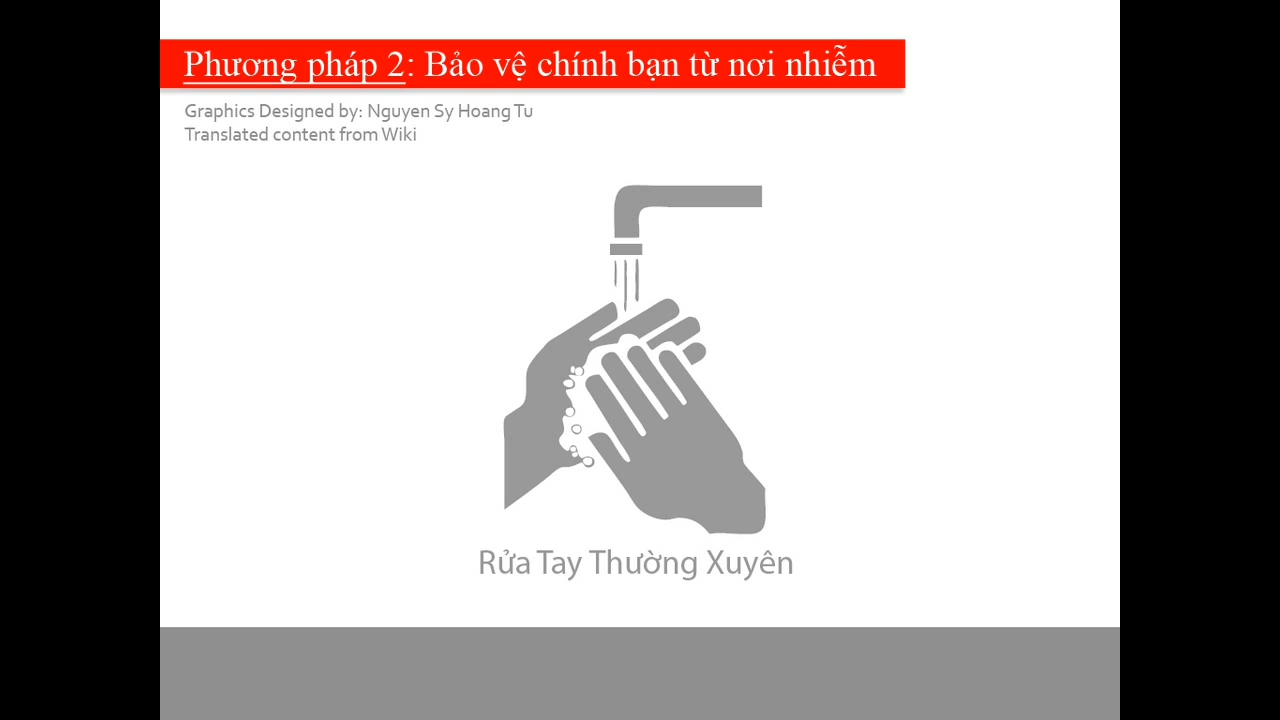 Phương pháp 2: Bảo vệ chính bạn từ nơi nhiễm
Graphics Designed by: Nguyen Sy Hoang Tu
Translated content from Wiki
Rửa Tay Thường Xuyên